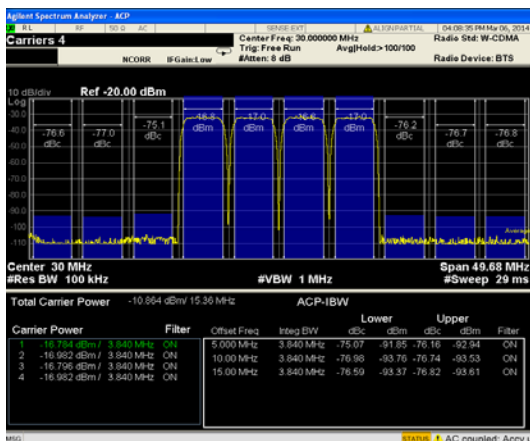 Agilent Spectrum Analyzer - ACP
RL RF 50 Ω AC SENSE:EXT ALIGN PARTIAL 04:08:35 PM Mar 06, 2014
Carriers 4 Center Freq: 30.000000 MHz Radio Std: W-CDMA
Trig: Free Run Avg|Hold:>100/100
NCORR IFGain:Low #Atten: 8 dB Radio Device: BTS
10 dB/div Ref -20.00 dBm
Log
-30.0
-40.0
-50.0
-60.0
-70.0
-80.0
-90.0
-100
-110
-76.6 dBc
-77.0 dBc
-75.1 dBc
-16.8 dBm
-17.0 dBm
-16.6 dBm
-17.0 dBm
-76.2 dBc
-76.7 dBc
-76.8 dBc
Average
Center 30 MHz Span 49.68 MHz
#Res BW 100 kHz #VBW 1 MHz #Sweep 29 ms
Total Carrier Power -10.864 dBm/ 15.36 MHz ACP-IBW
Lower Upper
Carrier Power Filter Offset Freq Integ BW dBc dBm dBc dBm Filter
1 -16.784 dBm / 3.840 MHz ON 5.000 MHz 3.840 MHz -75.07 -91.85 -76.16 -92.94 ON
2 -16.982 dBm / 3.840 MHz ON 10.00 MHz 3.840 MHz -76.98 -93.76 -76.74 -93.53 ON
3 -16.796 dBm / 3.840 MHz ON 15.00 MHz 3.840 MHz -76.59 -93.37 -76.82 -93.61 ON
4 -16.982 dBm / 3.840 MHz ON
MSG STATUS AC coupled: Accy